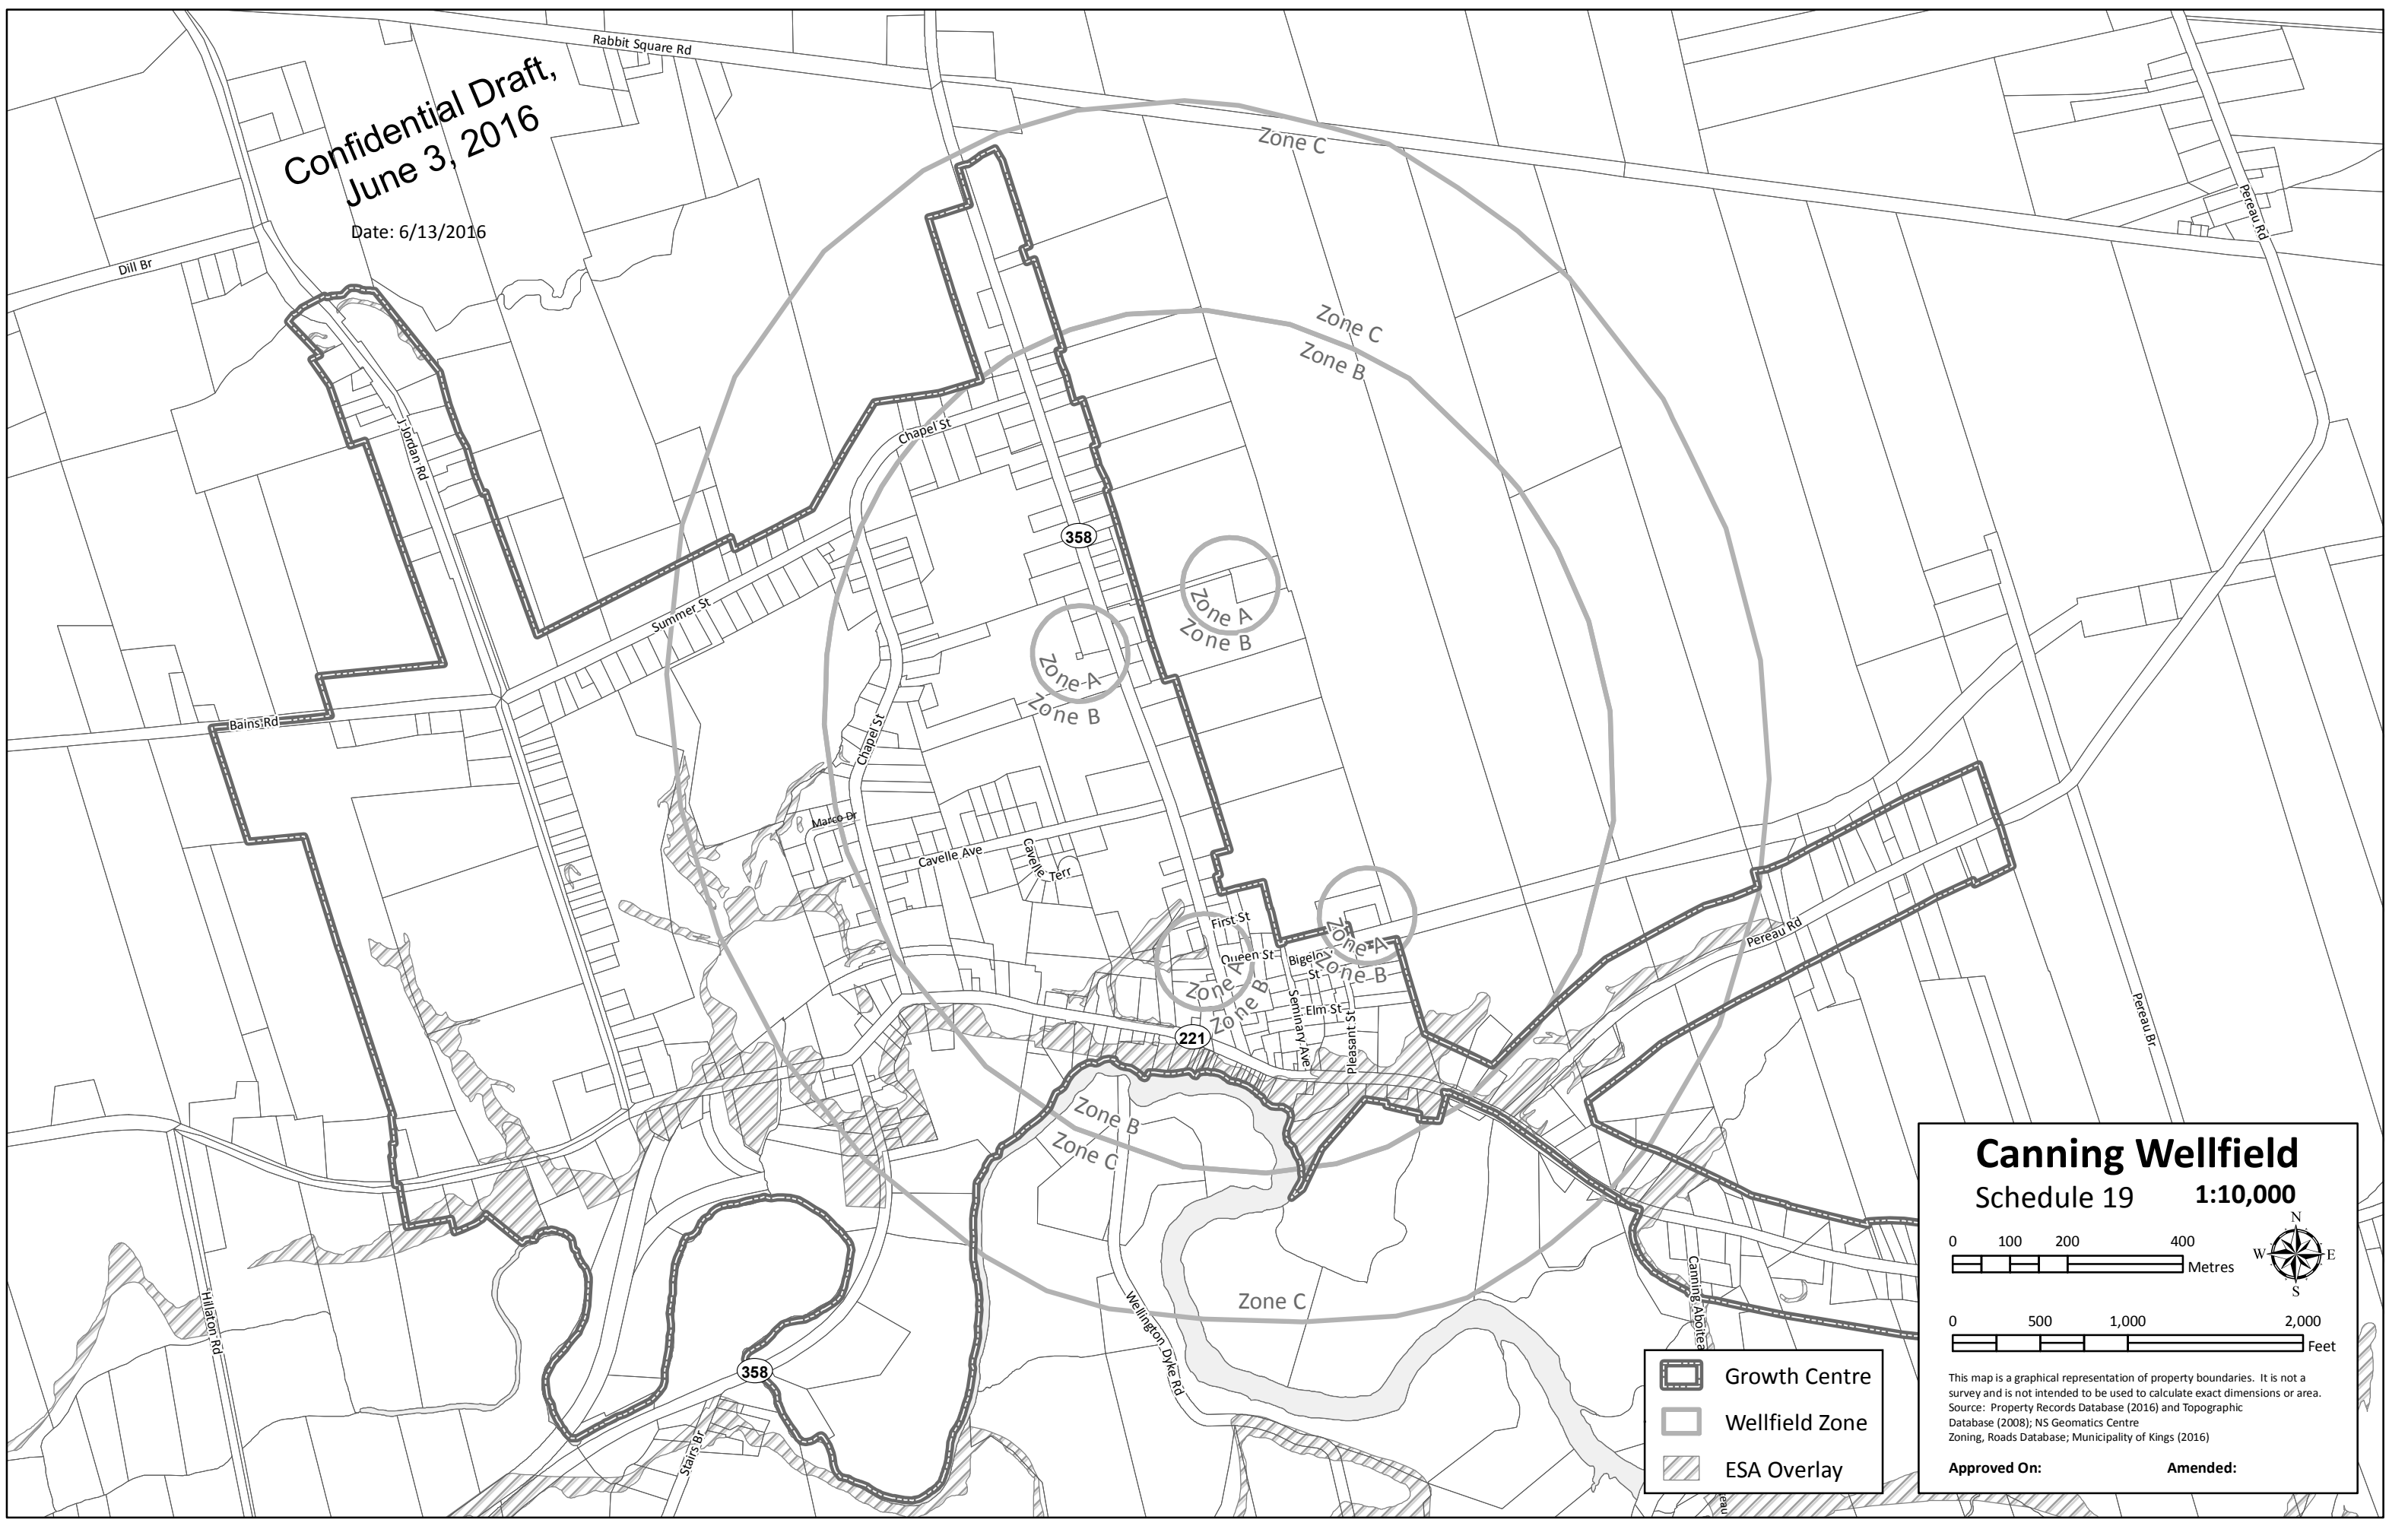 Rabbit Square Rd
Confidential Draft,
June 3, 2016
Date: 6/13/2016
Zone C
Pereau Rd
Dill Br
Zone C
Zone B
J Jordan Rd
Chapel St
358
Summer St
Zone A
Zone B
Zone A
Zone B
Bains Rd
Chapel St
Marco Dr
Cavelle Ave
Cavelle Terr
First St
Queen St
Bigelo
St
Zone A
Zone B
Zone A
Zone B
Elm St
Seminary Ave
Pleasant St
221
Pereau Rd
Pereau Br
Zone B
Zone C
Zone C
Hillaton Rd
Wellington Dyke Rd
358
Stairs Br
Canning Aboitea
eau
Growth Centre
Wellfield Zone
ESA Overlay
Canning Wellfield
Schedule 19 1:10,000
N
W E
S
0 100 200 400
Metres
0 500 1,000 2,000
Feet
This map is a graphical representation of property boundaries. It is not a
survey and is not intended to be used to calculate exact dimensions or area.
Source: Property Records Database (2016) and Topographic
Database (2008); NS Geomatics Centre
Zoning, Roads Database; Municipality of Kings (2016)
Approved On: Amended: